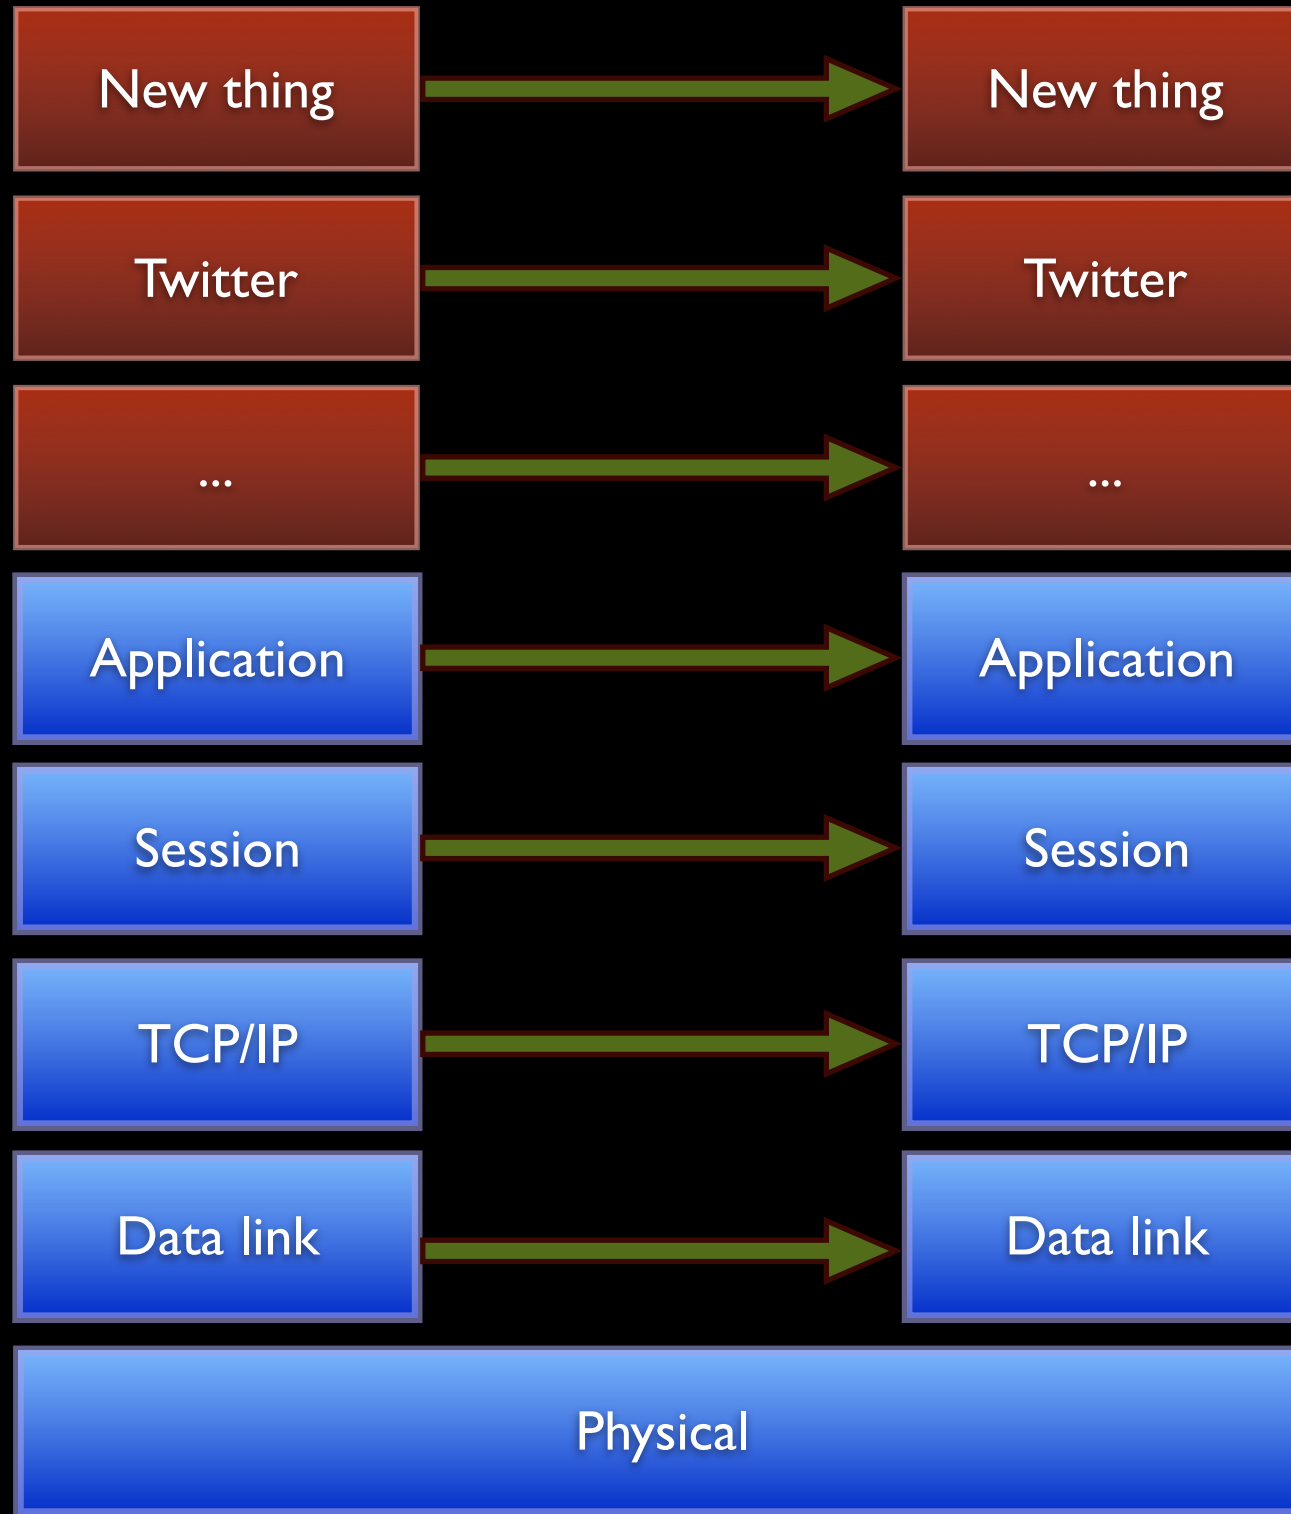 New thing New thing
Twitter Twitter
... ...
Application Application
Session Session
TCP/IP TCP/IP
Data link Data link
Physical